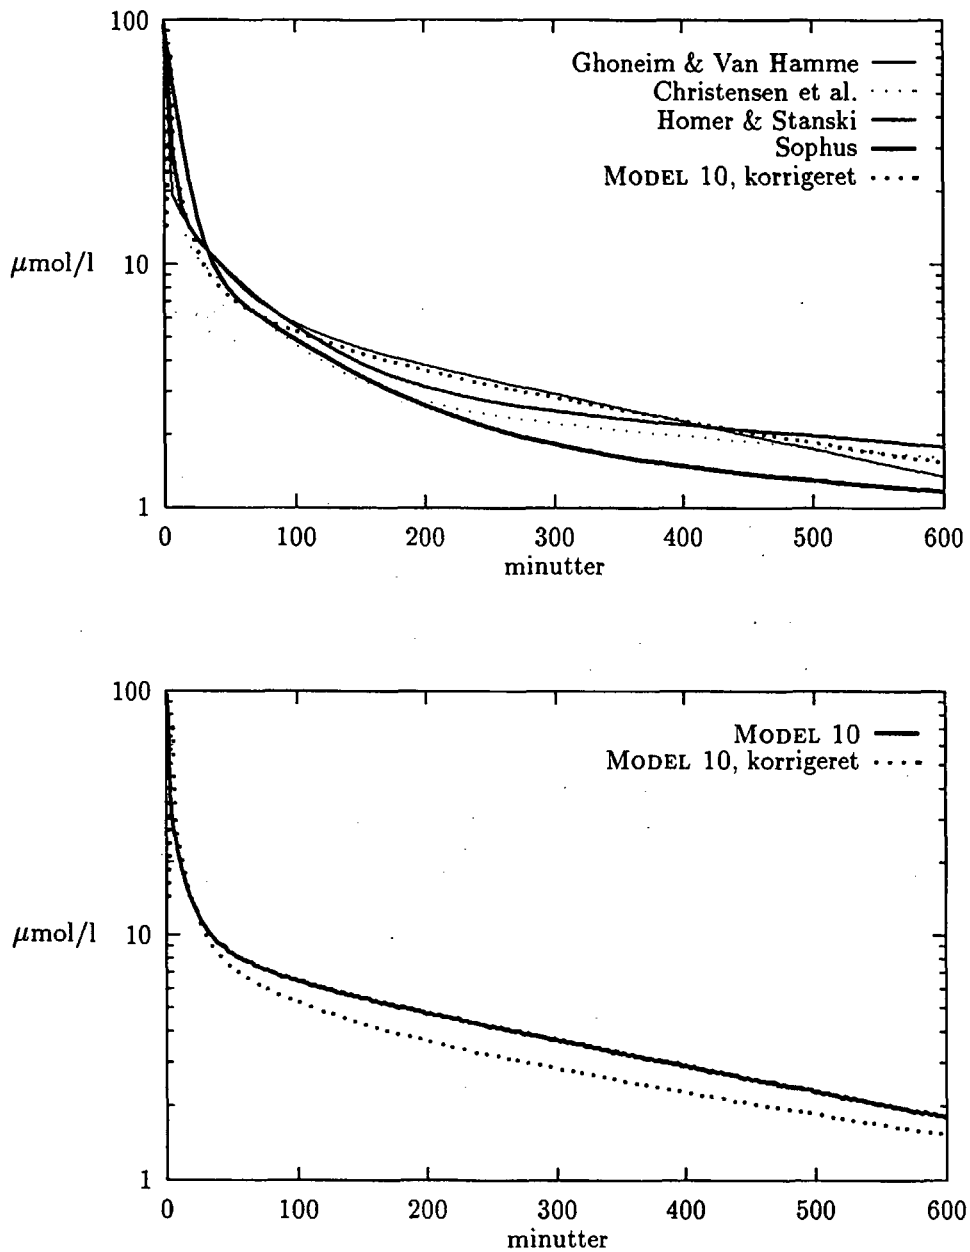 100
Ghoneim & Van Hamme
Christensen et al.
Homer & Stanski
Sophus
MODEL 10, korrigeret
µmol/l 10
1
0 100 200 300 400 500 600
minutter
100
MODEL 10
MODEL 10, korrigeret
µmol/l 10
1
0 100 200 300 400 500 600
minutter